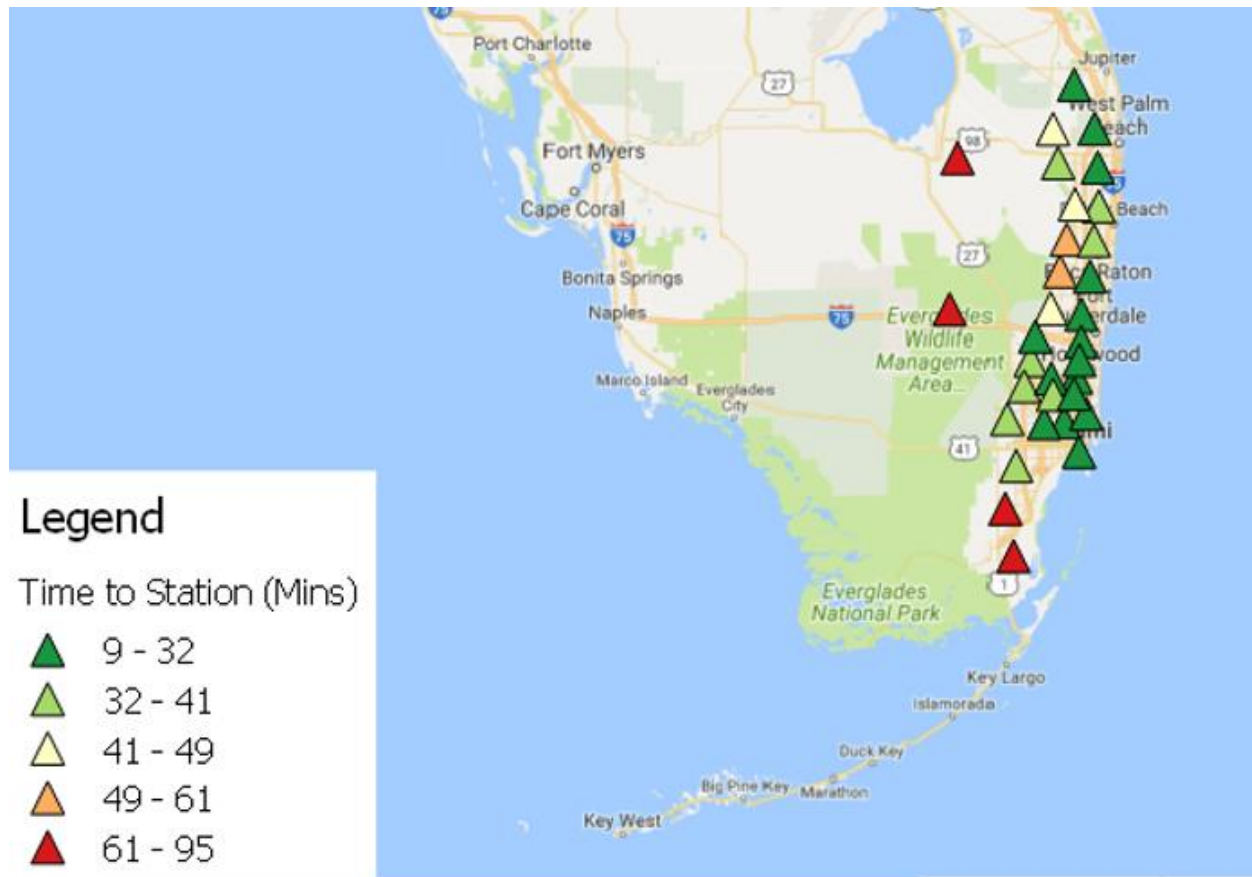 75
Port Charlotte
27
Jupiter
West Palm
Beach
98
Fort Myers
Cape Coral
Beach
75
27
Bonita Springs
Raton
Naples
75
Everglades
Wildlife
Management
Area...
Fort
Marco Island
Everglades
City
41
Legend
Time to Station (Mins)
9 - 32
32 - 41
41 - 49
49 - 61
61 - 95
1
Everglades
National Park
Key Largo
Islamorada
Duck Key
Big Pine Key
Marathon
Key West